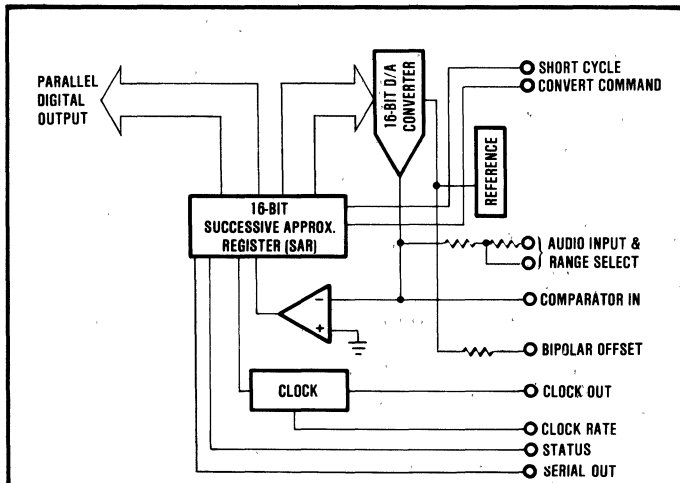 PARALLEL
DIGITAL
OUTPUT
16-BIT D/A
CONVERTER
SHORT CYCLE
CONVERT COMMAND
REFERENCE
16-BIT
SUCCESSIVE APPROX.
REGISTER (SAR)
AUDIO INPUT &
RANGE SELECT
−
+
COMPARATOR IN
BIPOLAR OFFSET
CLOCK
CLOCK OUT
CLOCK RATE
STATUS
SERIAL OUT